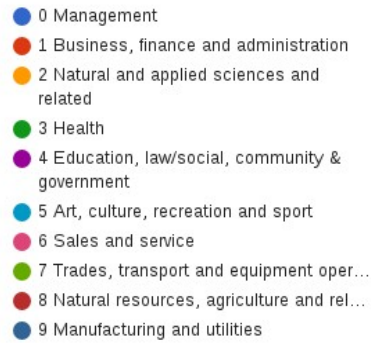 0 Management
1 Business, finance and administration
2 Natural and applied sciences and
related
3 Health
4 Education, law/social, community &
government
5 Art, culture, recreation and sport
6 Sales and service
7 Trades, transport and equipment oper...
8 Natural resources, agriculture and rel...
9 Manufacturing and utilities